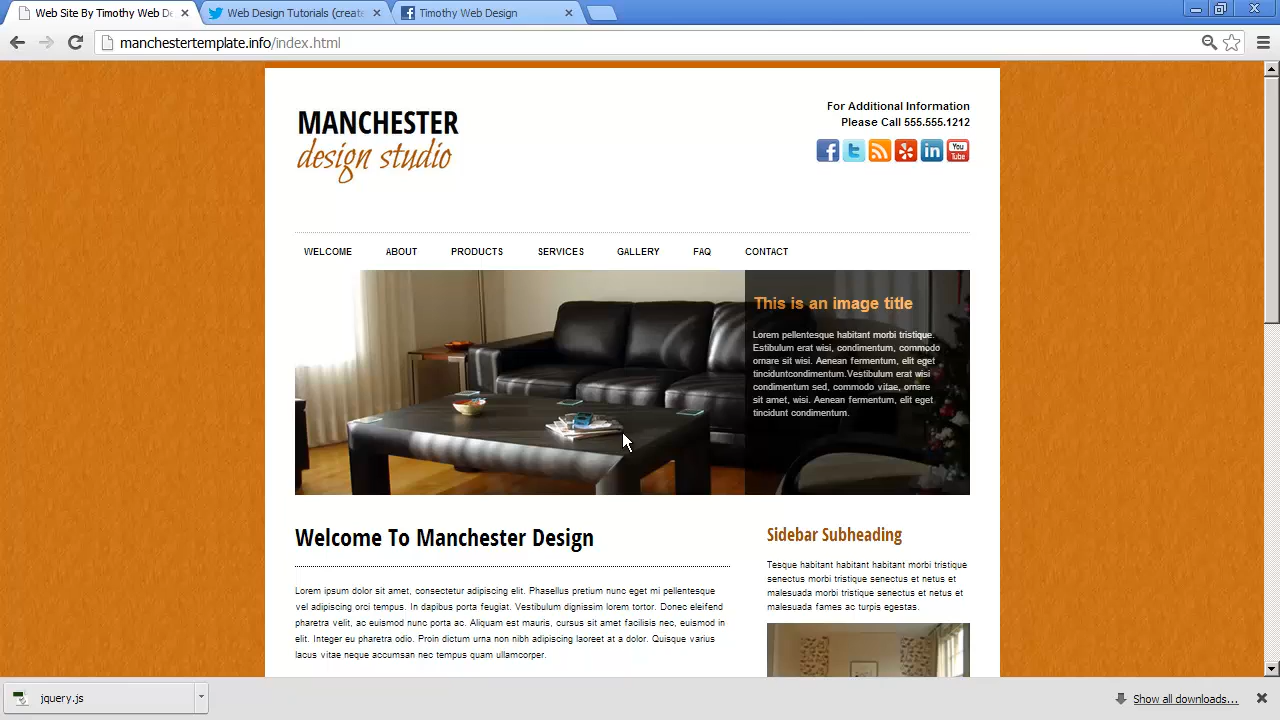 Web Site By Timothy Web De
Web Design Tutorials (create
Timothy Web Design
manchestertemplate.info/index.html
For Additional Information
Please Call 555.555.1212
MANCHESTER
design studio
You
Tube
WELCOME ABOUT PRODUCTS SERVICES GALLERY FAQ CONTACT
This is an image title
Lorem pellentesque habitant morbi tristique.
Estibulum erat wisi, condimentum, commodo
ornare sit wisi. Aenean fermentum, elit eget
tinciduntcondimentum.Vestibulum erat wisi
condimentum sed, commodo vitae, ornare
sit amet, wisi. Aenean fermentum, elit eget
tincidunt condimentum.
Welcome To Manchester Design
Lorem ipsum dolor sit amet, consectetur adipiscing elit. Phasellus pretium nunc eget mi pellentesque
vel adipiscing orci tempus. In dapibus porta feugiat. Vestibulum dignissim lorem tortor. Donec eleifend
pharetra velit, ac euismod nunc porta ac. Aliquam est mauris, cursus sit amet facilisis nec, euismod in
elit. Integer eu pharetra odio. Proin dictum urna non nibh adipiscing laoreet at a dolor. Quisque varius
lacus vitae neque accumsan nec tempus quam ullamcorper.
Sidebar Subheading
Tesque habitant habitant habitant morbi tristique
senectus morbi tristique senectus et netus et
malesuada morbi tristique senectus et netus et
malesuada fames ac turpis egestas.
jquery.js
Show all downloads...